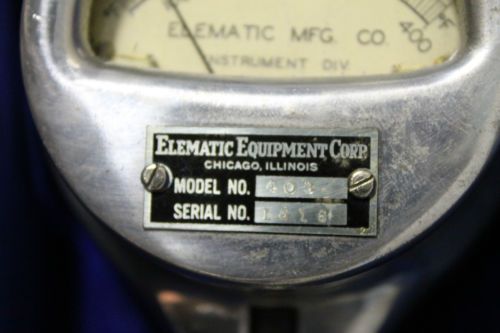 400
ELEMATIC MFG. CO.
INSTRUMENT DIV.
ELEMATIC EQUIPMENT CORP.
CHICAGO, ILLINOIS
MODEL NO.
SERIAL NO.